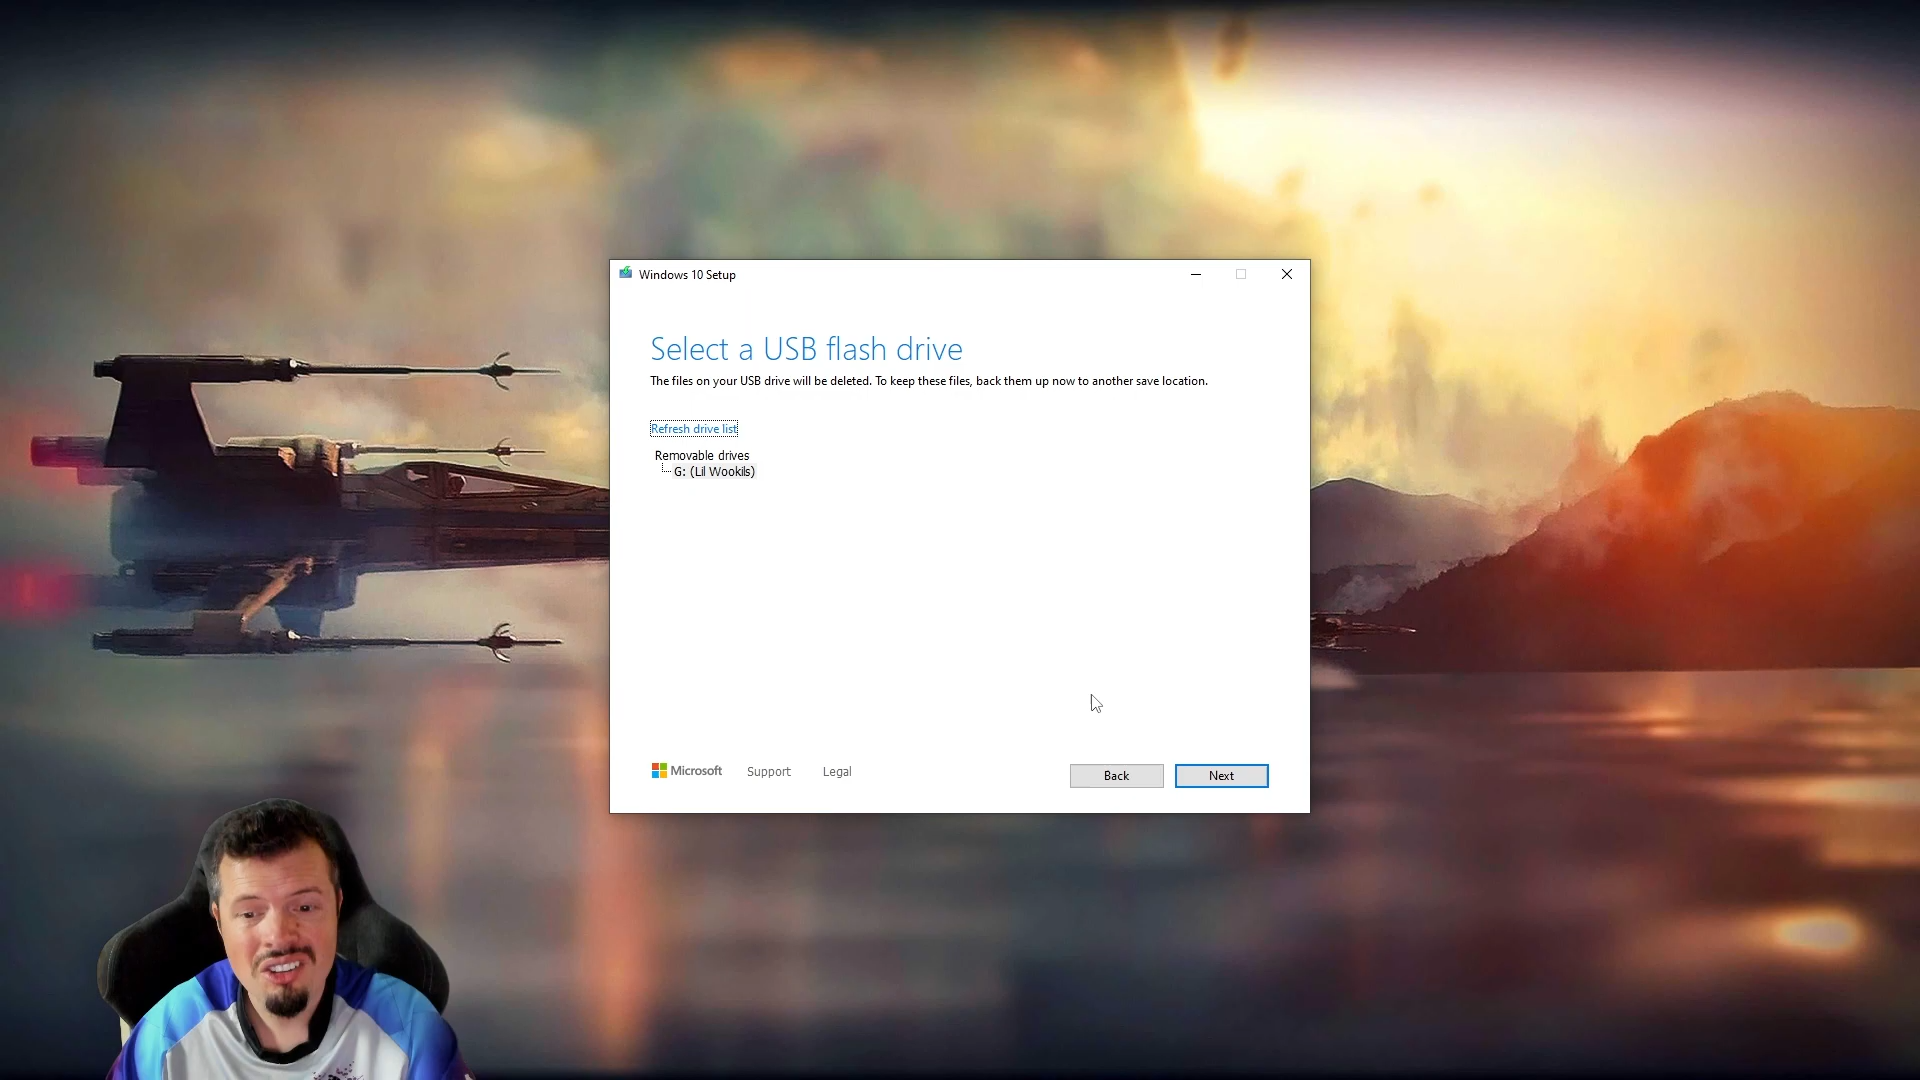 Windows 10 Setup
Select a USB flash drive
The files on your USB drive will be deleted. To keep these files, back them up now to another save location.
Refresh drive list
Removable drives
G: (Lil Wookils)
Microsoft
Support
Legal
Back
Next